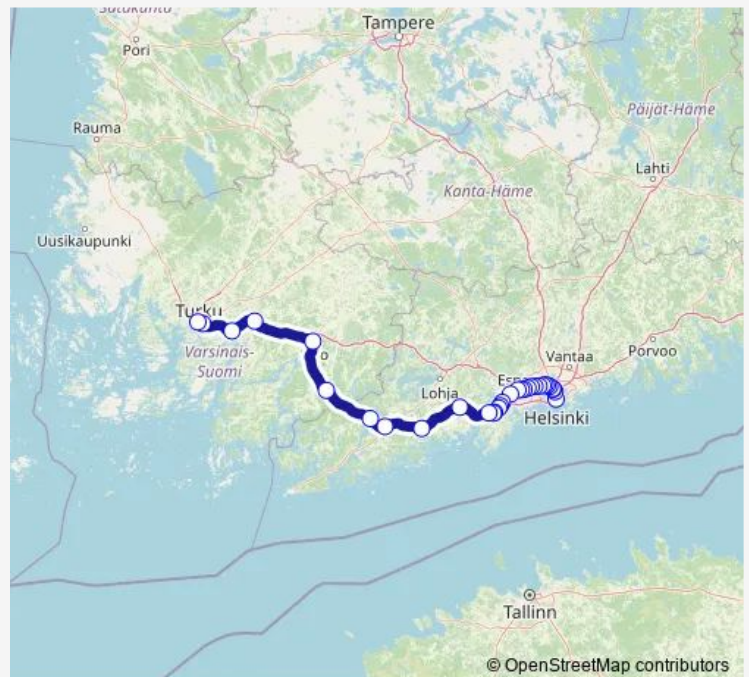 Satakunta
Tampere
Pori
Päijät-Häme
Rauma
Lahti
Kanta-Häme
Uusikaupunki
Turku
Vantaa
Porvoo
Varsinais-
Suomi
Lohja
Helsinki
Tallinn
© OpenStreetMap contributors